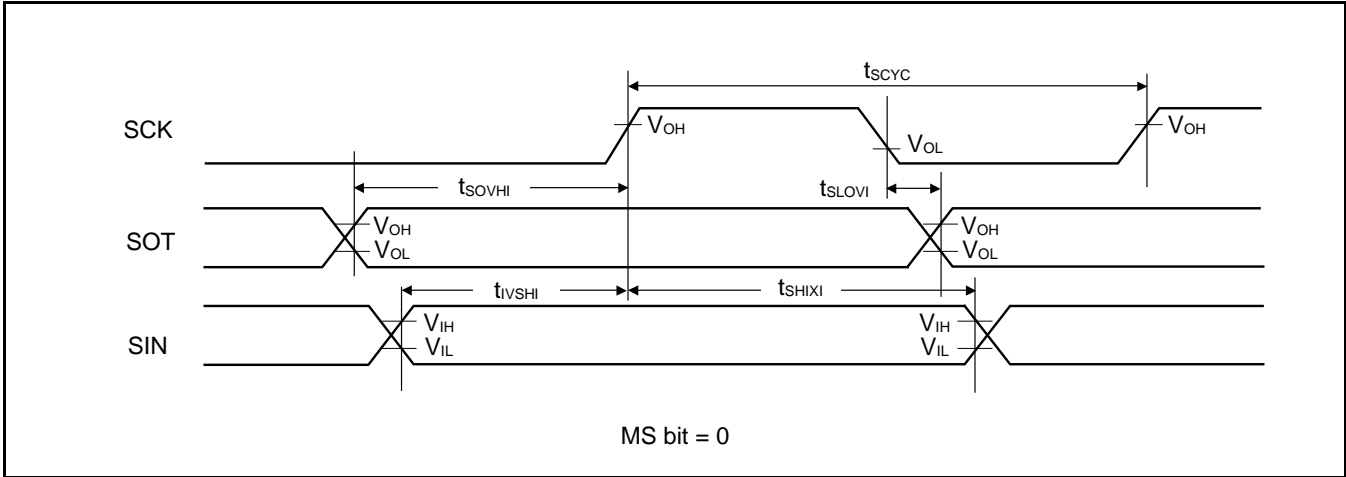 tSCYC
SCK
VOH
VOL
VOH
tSOVHI
tSLOVI
SOT
VOH
VOL
VOH
VOL
tIVSHI
tSHIXI
SIN
VIH
VIL
VIH
VIL
MS bit = 0